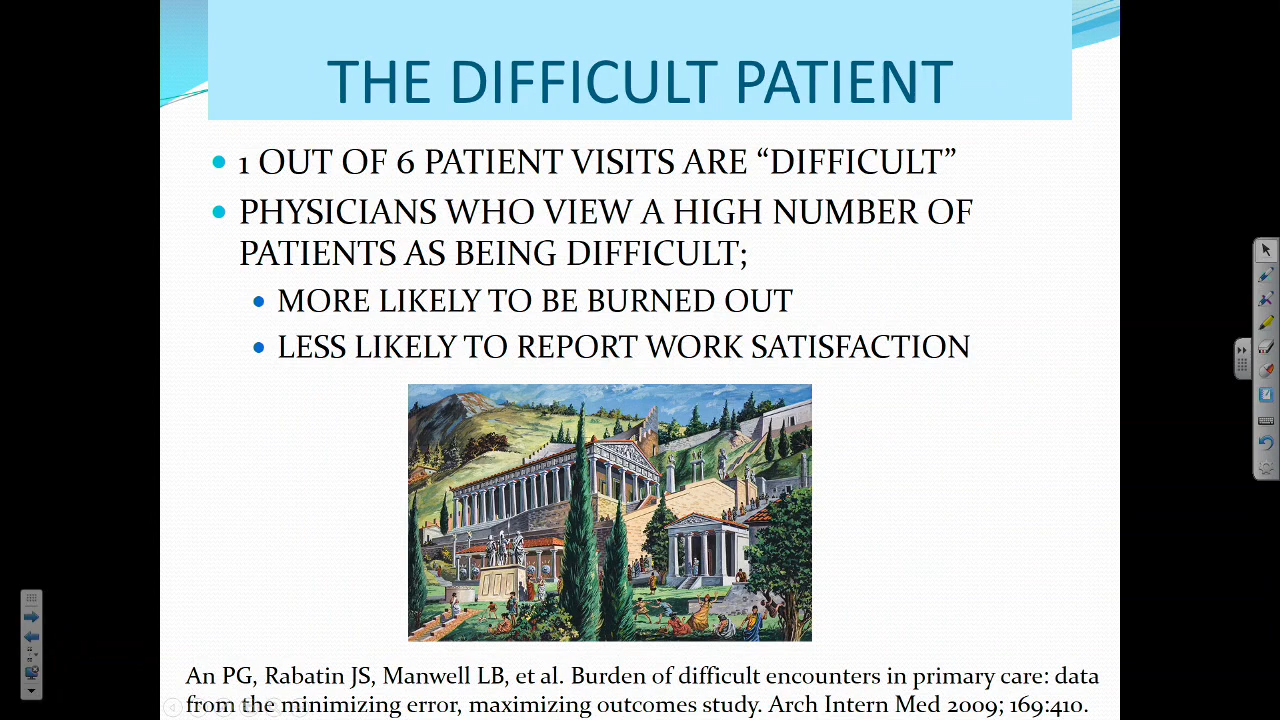 THE DIFFICULT PATIENT
1 OUT OF 6 PATIENT VISITS ARE “DIFFICULT”
PHYSICIANS WHO VIEW A HIGH NUMBER OF
PATIENTS AS BEING DIFFICULT;
MORE LIKELY TO BE BURNED OUT
LESS LIKELY TO REPORT WORK SATISFACTION
An PG, Rabatin JS, Manwell LB, et al. Burden of difficult encounters in primary care: data
from the minimizing error, maximizing outcomes study. Arch Intern Med 2009; 169:410.